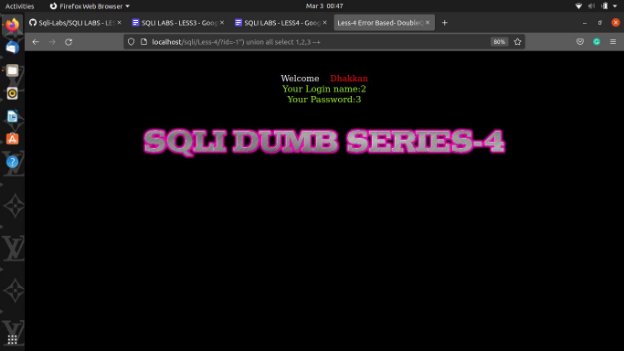 Activities Firefox Web Browser Mar 3 00:47
Sqli-Labs/SQLI LABS - LES SQLI LABS - LESS3 - Goo SQLI LABS - LESS4 - Goo Less-4 Error Based- Double
localhost/sqli/Less-4/?id=-1") union all select 1,2,3 --+ 80%
Welcome Dhakkan
Your Login name:2
Your Password:3
SQLI DUMB SERIES-4